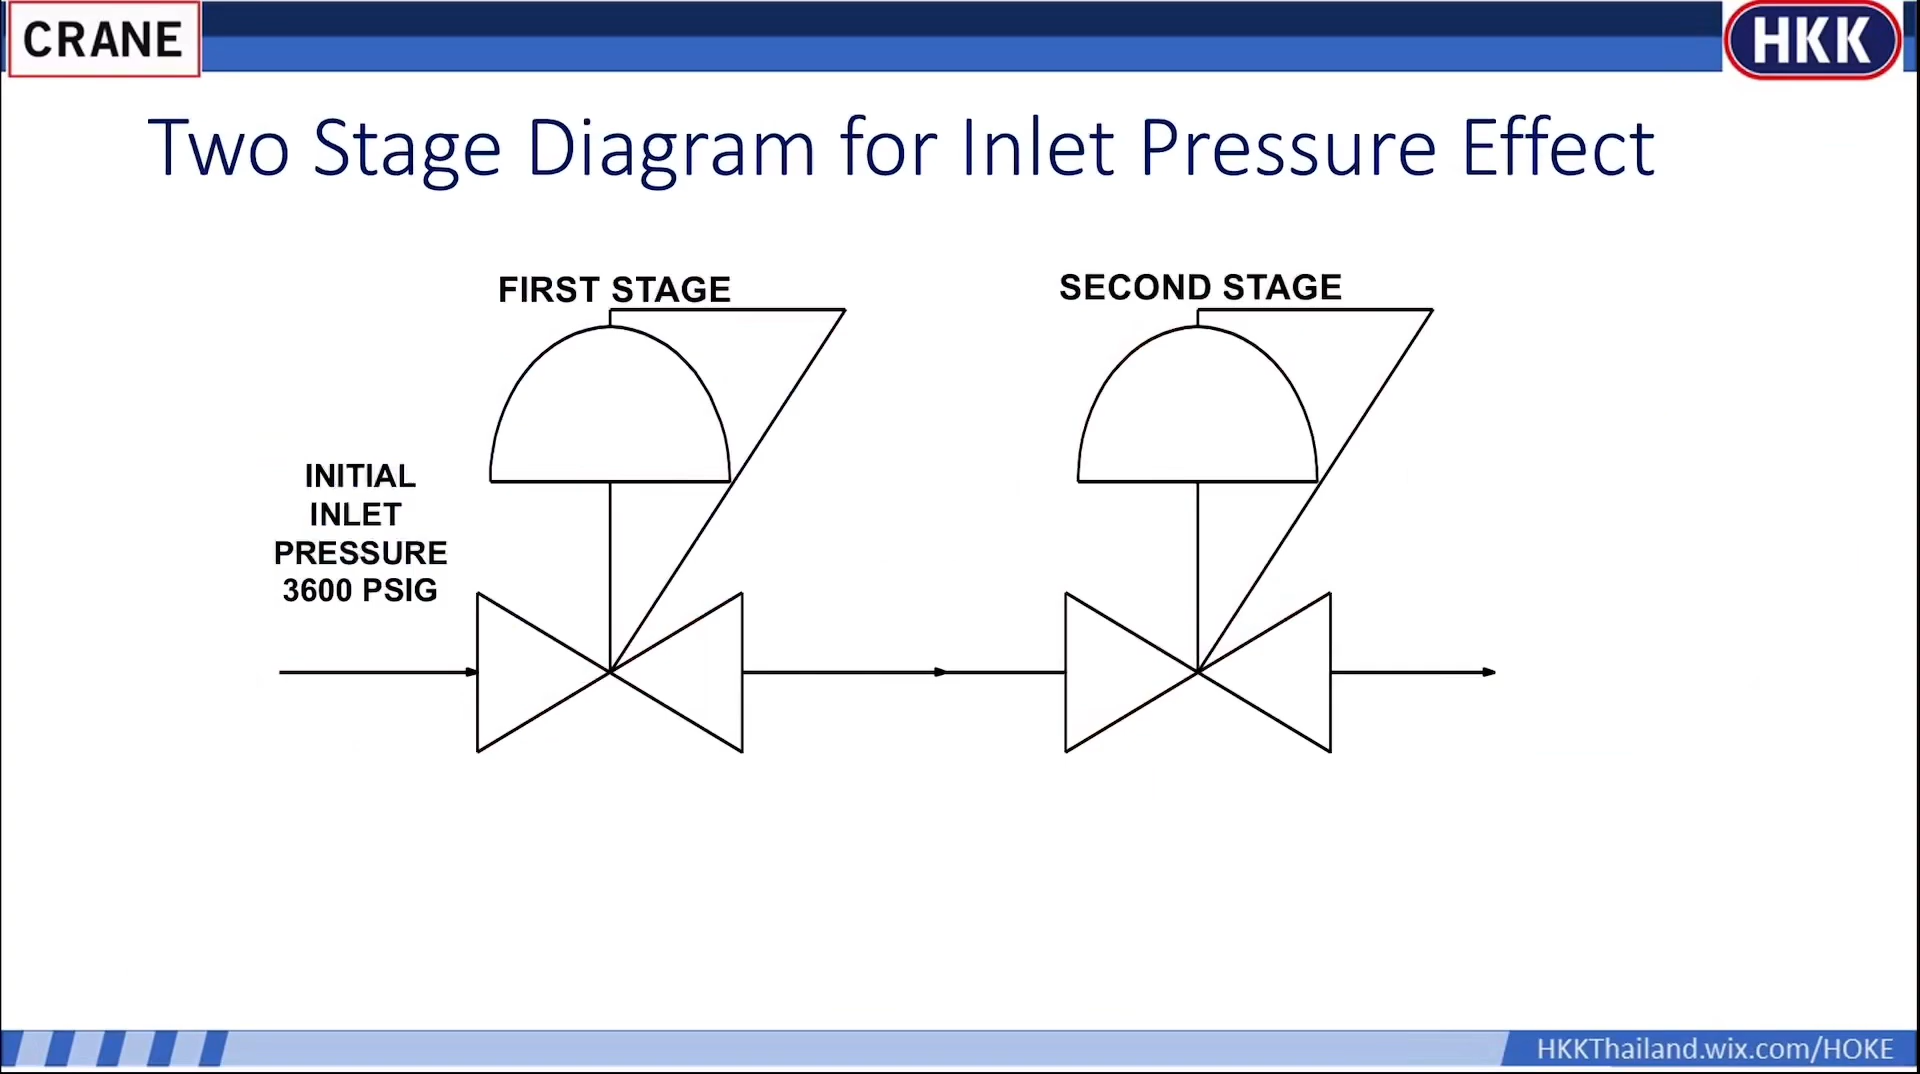 CRANE
HKK
Two Stage Diagram for Inlet Pressure Effect
FIRST STAGE
SECOND STAGE
INITIAL
INLET
PRESSURE
3600 PSIG
HKKThailand.wix.com/HOKE